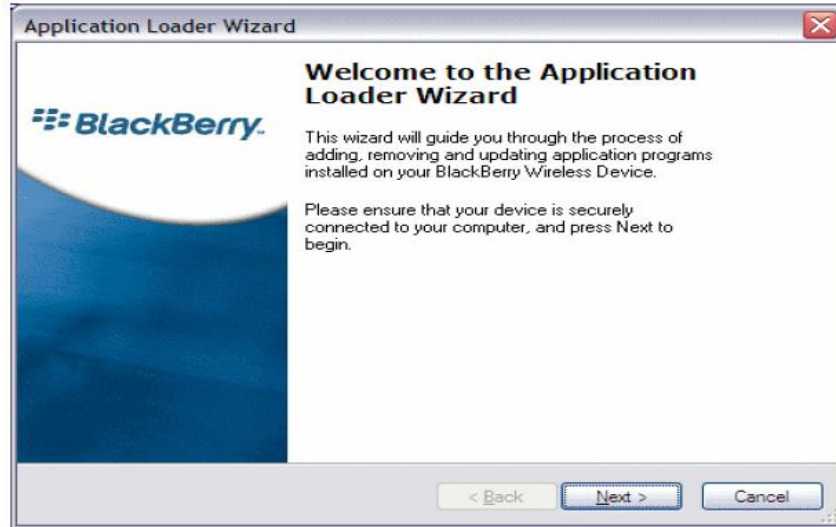 Application Loader Wizard
BlackBerry.
Welcome to the Application
Loader Wizard
This wizard will guide you through the process of
adding, removing and updating application programs
installed on your BlackBerry Wireless Device.
Please ensure that your device is securely
connected to your computer, and press Next to
begin.
< Back
Next >
Cancel